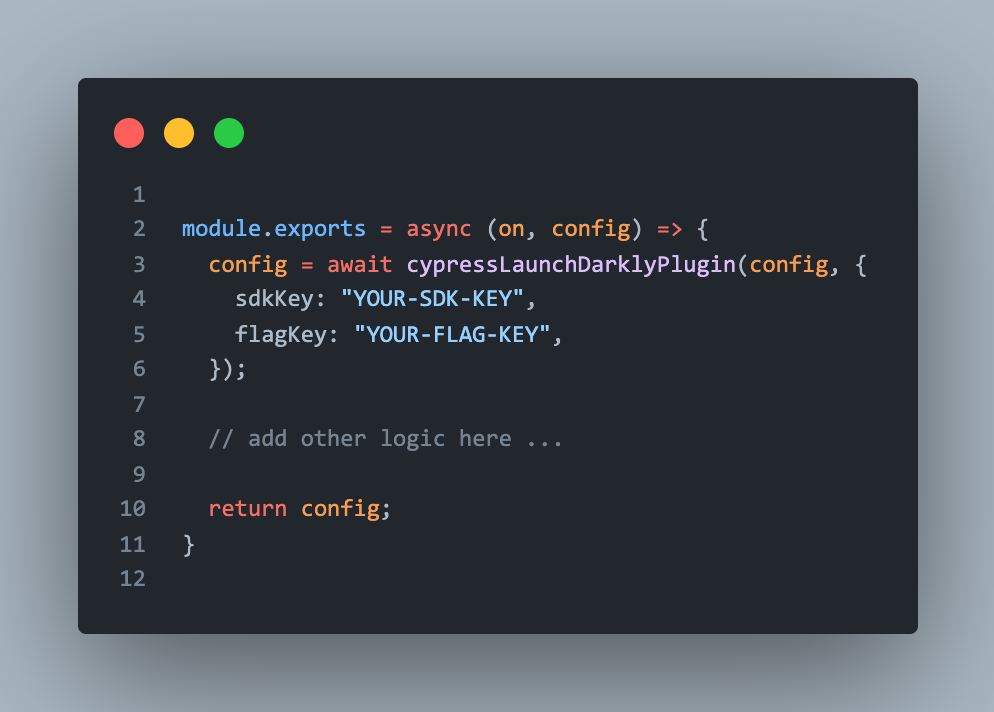 1
2 module.exports = async (on, config) => {
3   config = await cypressLaunchDarklyPlugin(config, {
4     sdkKey: "YOUR-SDK-KEY",
5     flagKey: "YOUR-FLAG-KEY",
6   });
7
8   // add other logic here ...
9
10   return config;
11 }
12